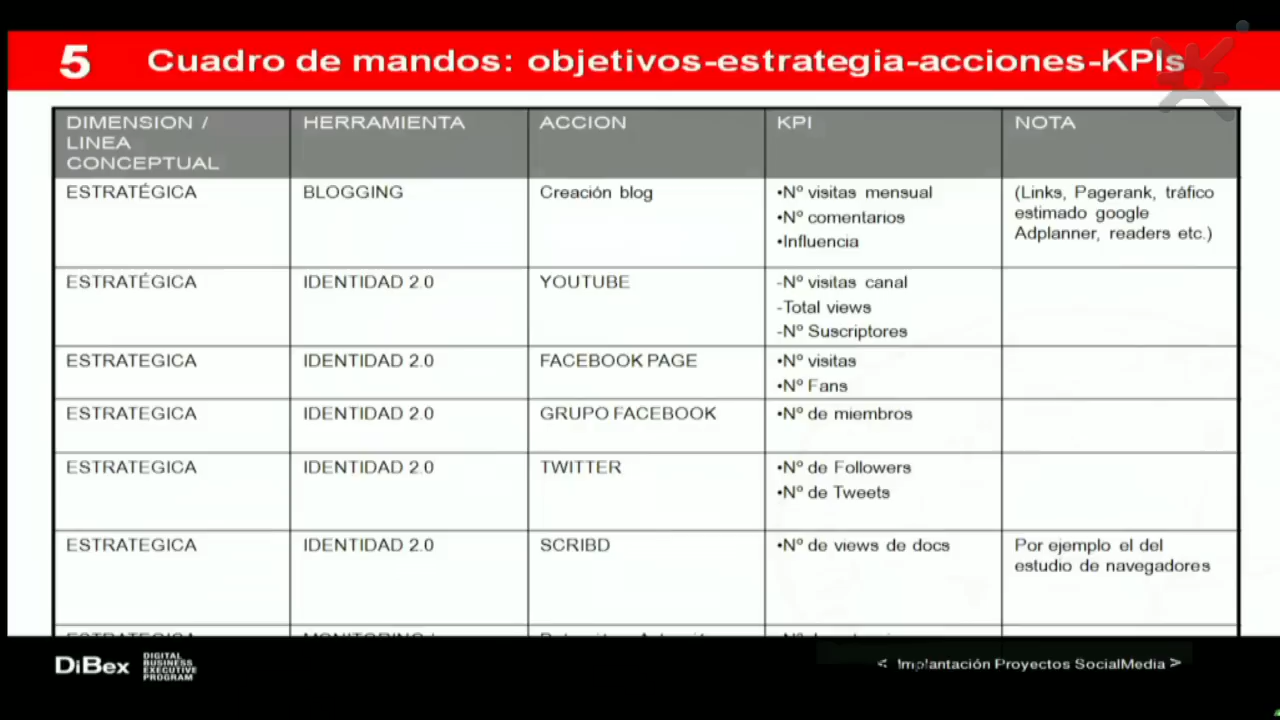 5 Cuadro de mandos: objetivos-estrategia-acciones-KPIs
DIMENSION / LINEA CONCEPTUAL HERRAMIENTA ACCION KPI NOTA
ESTRATÉGICA BLOGGING Creación blog •Nº visitas mensual (Links, Pagerank, tráfico
•Nº comentarios estimado google
•Influencia Adplanner, readers etc.)
ESTRATÉGICA IDENTIDAD 2.0 YOUTUBE -Nº visitas canal
-Total views
-Nº Suscriptores
ESTRATEGICA IDENTIDAD 2.0 FACEBOOK PAGE •Nº visitas
•Nº Fans
ESTRATEGICA IDENTIDAD 2.0 GRUPO FACEBOOK •Nº de miembros
ESTRATEGICA IDENTIDAD 2.0 TWITTER •Nº de Followers
•Nº de Tweets
ESTRATEGICA IDENTIDAD 2.0 SCRIBD •Nº de views de docs Por ejemplo el del
estudio de navegadores
DiBex DIGITAL
BUSINESS
EXECUTIVE
PROGRAM
< Implantación Proyectos SocialMedia >